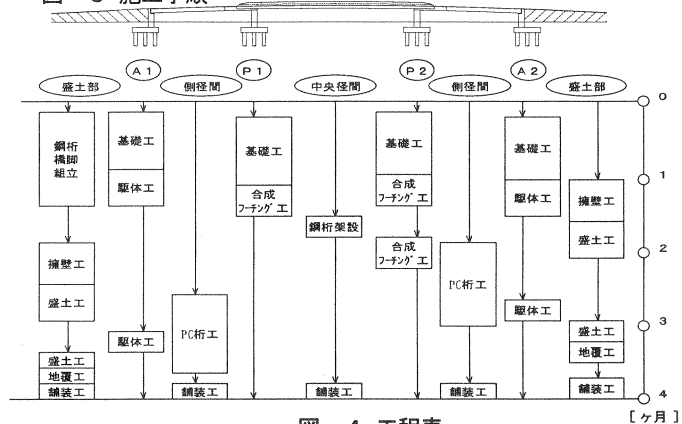 盛土部
A1
側径間
P1
中央径間
P2
側径間
A2
盛土部
0
1
2
3
4
[ヶ月]
鋼桁
橋脚
組立
擁壁工
盛土工
盛土工
地覆工
舗装工
基礎工
駆体工
駆体工
PC桁工
舗装工
基礎工
合成
フーチング工
鋼桁架設
舗装工
基礎工
合成
フーチング工
合成
フーチング工
PC桁工
舗装工
基礎工
駆体工
駆体工
擁壁工
盛土工
盛土工
地覆工
舗装工